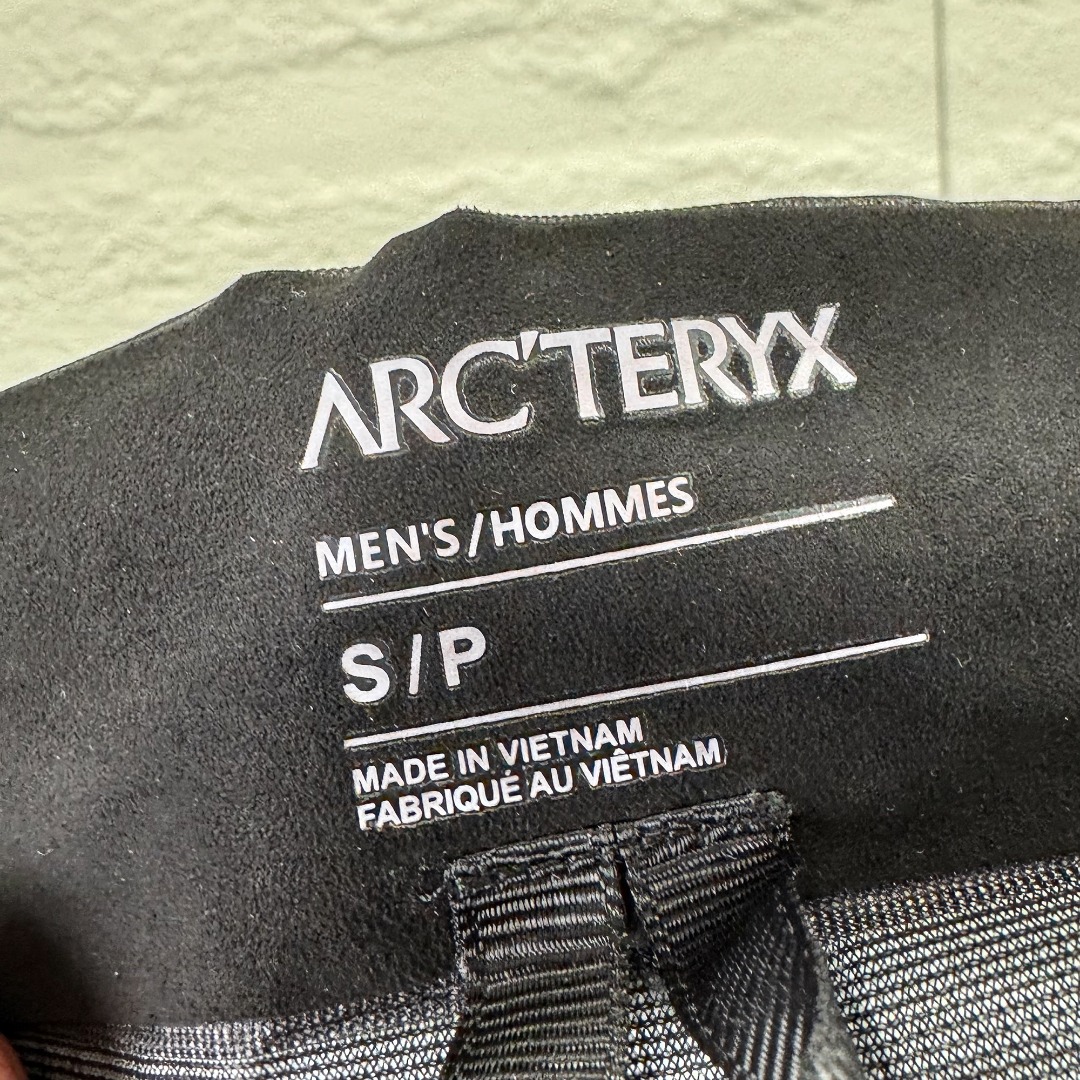 ARC'TERYX
MEN'S/HOMMES
S/P
MADE IN VIETNAM
FABRIQUÉ AU VIÊTNAM